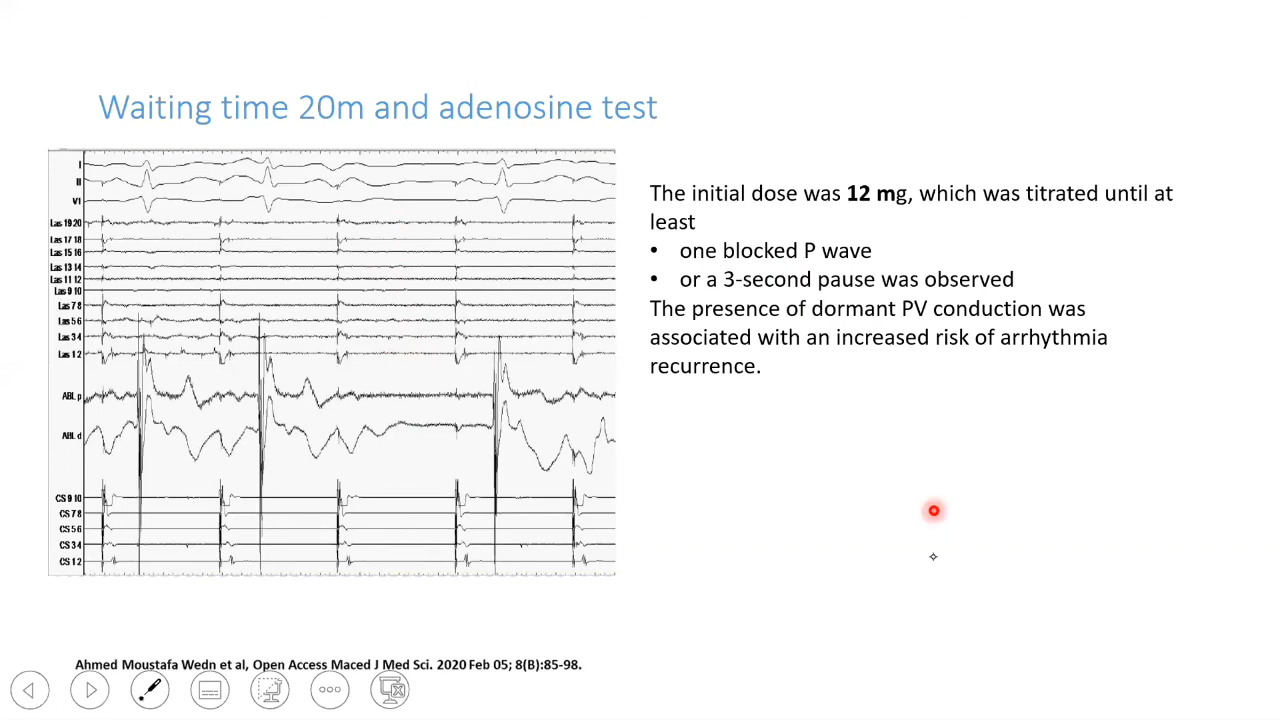 Waiting time 20m and adenosine test
I
II
V1
Las 19 20
Las 17 18
Las 15 16
Las 13 14
Las 11 12
Las 9 10
Las 7 8
Las 5 6
Las 3 4
Las 1 2
ABL p
ABL d
CS 9 10
CS 7 8
CS 5 6
CS 3 4
CS 1 2
The initial dose was 12 mg, which was titrated until at
least
• one blocked P wave
• or a 3-second pause was observed
The presence of dormant PV conduction was
associated with an increased risk of arrhythmia
recurrence.
Ahmed Moustafa Wedn et al, Open Access Maced J Med Sci. 2020 Feb 05; 8(B):85-98.